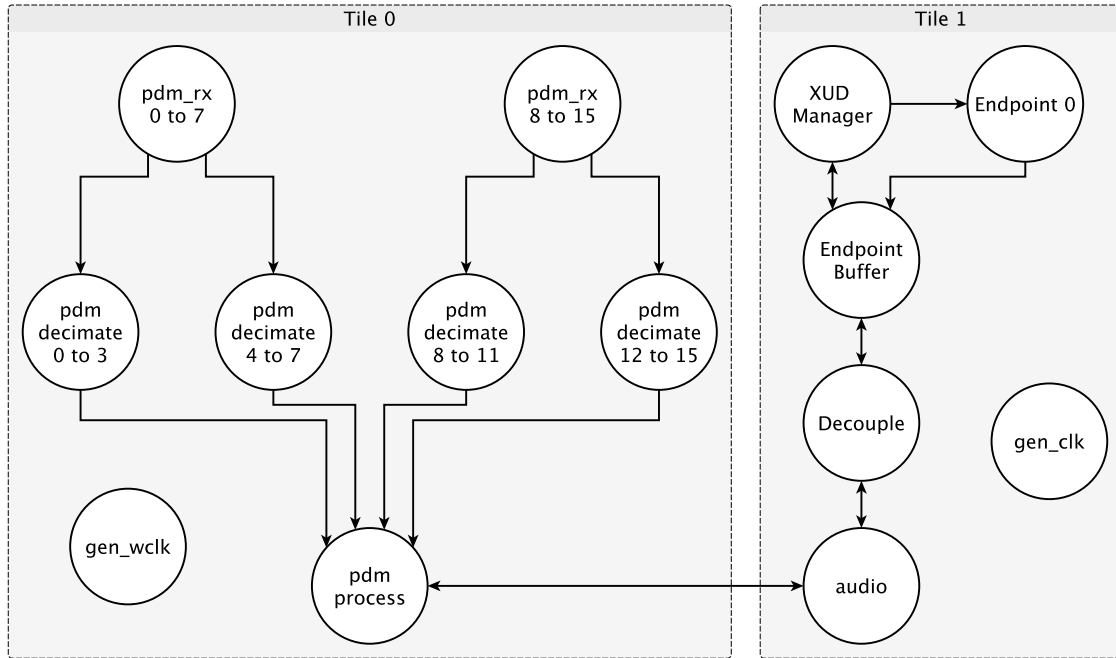 Tile 0
pdm_rx
0 to 7
pdm_rx
8 to 15
pdm
decimate
0 to 3
pdm
decimate
4 to 7
pdm
decimate
8 to 11
pdm
decimate
12 to 15
gen_wclk
pdm
process
Tile 1
XUD
Manager
Endpoint 0
Endpoint
Buffer
Decouple
gen_clk
audio